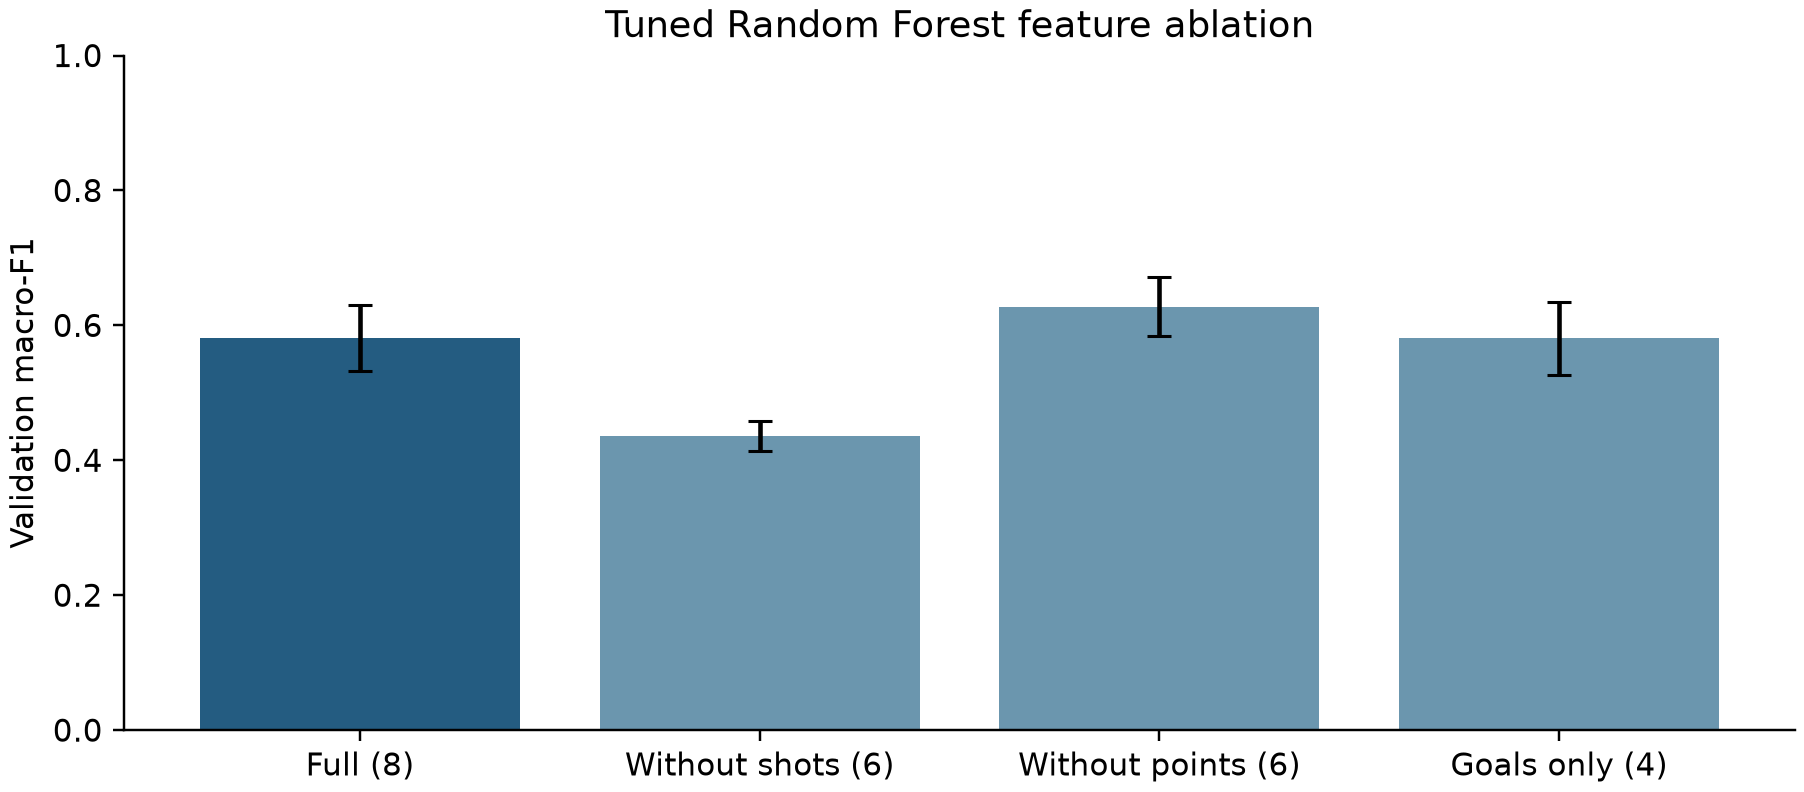 Tuned Random Forest feature ablation
Validation macro-F1
1.0
0.8
0.6
0.4
0.2
0.0
Full (8)
Without shots (6)
Without points (6)
Goals only (4)